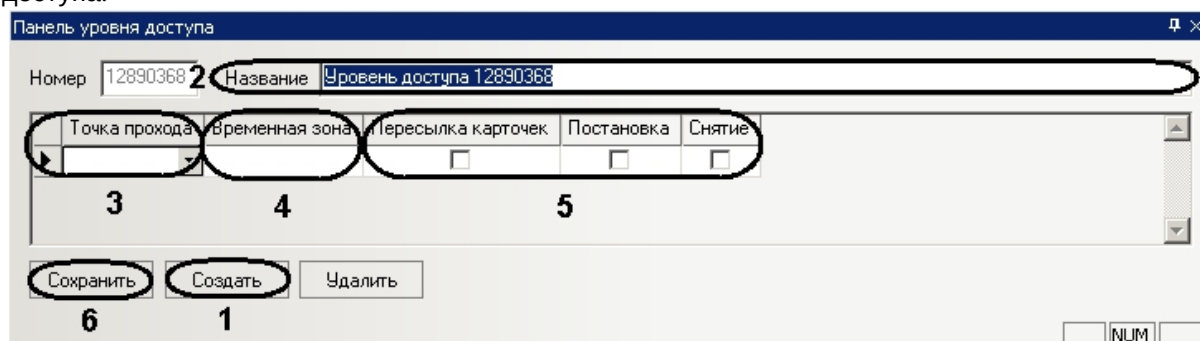 доступа.
Панель уровня доступа
Номер 12890368 2 Название Уровень доступа 12890368
Точка прохода Временная зона Пересылка карточек Постановка Снятие
3 4 5
Сохранить Создать Удалить
6 1
NUM